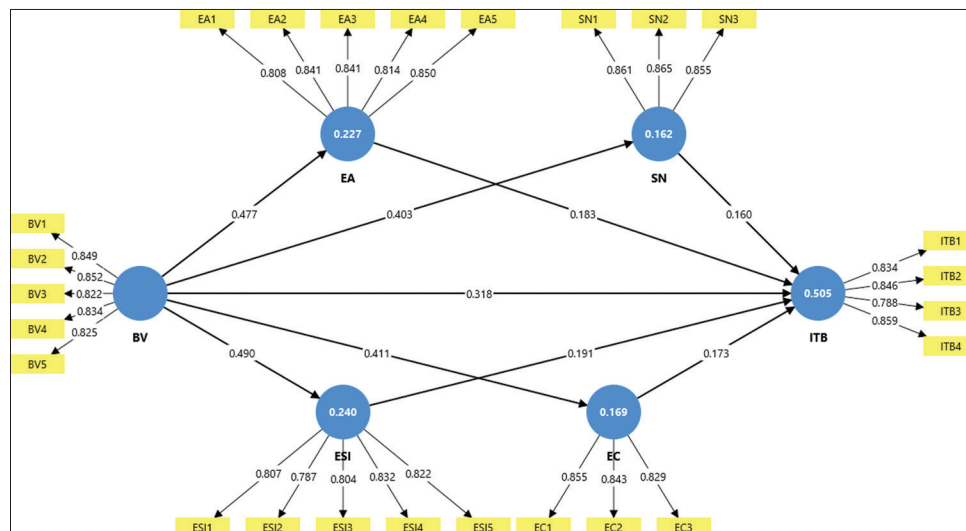 EA1 EA2 EA3 EA4 EA5 SN1 SN2 SN3
0.808 0.841 0.841 0.814 0.850 0.861 0.865 0.855
0.227 0.162
EA SN
0.477 0.403 0.183 0.160
BV1
0.849
BV2
0.852
BV3
0.822
BV4
0.834
BV5
0.825
BV
0.318
0.505
ITB
ITB1
0.834
ITB2
0.846
ITB3
0.788
ITB4
0.859
0.490 0.411 0.191 0.173
0.240 0.169
ESI EC
0.807 0.787 0.804 0.832 0.822 0.855 0.843 0.829
ESI1 ESI2 ESI3 ESI4 ESI5 EC1 EC2 EC3